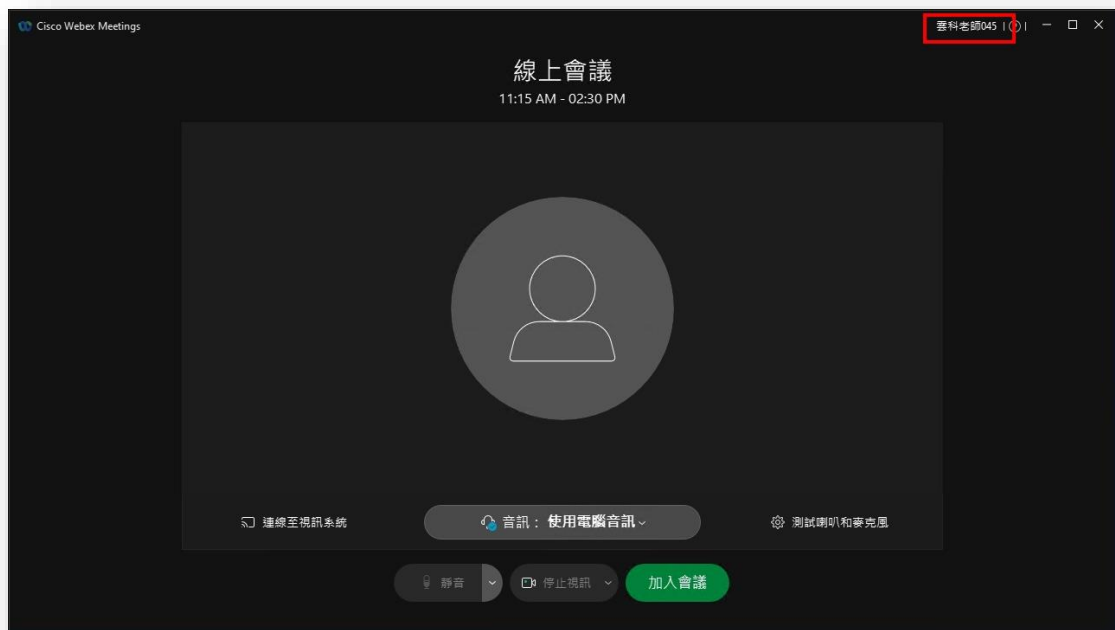 Cisco Webex Meetings
雲科老師045
線上會議
11:15 AM - 02:30 PM
連線至視訊系統
音訊： 使用電腦音訊
測試喇叭和麥克風
靜音
停止視訊
加入會議